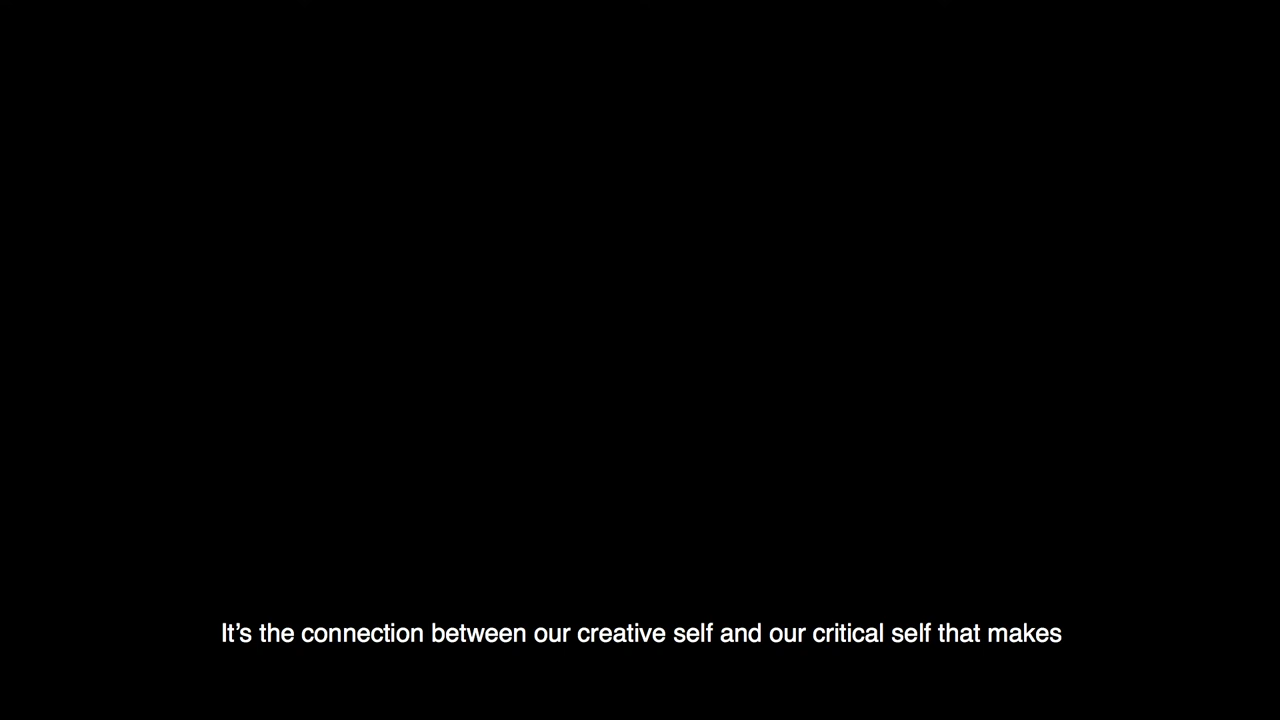 It’s the connection between our creative self and our critical self that makes